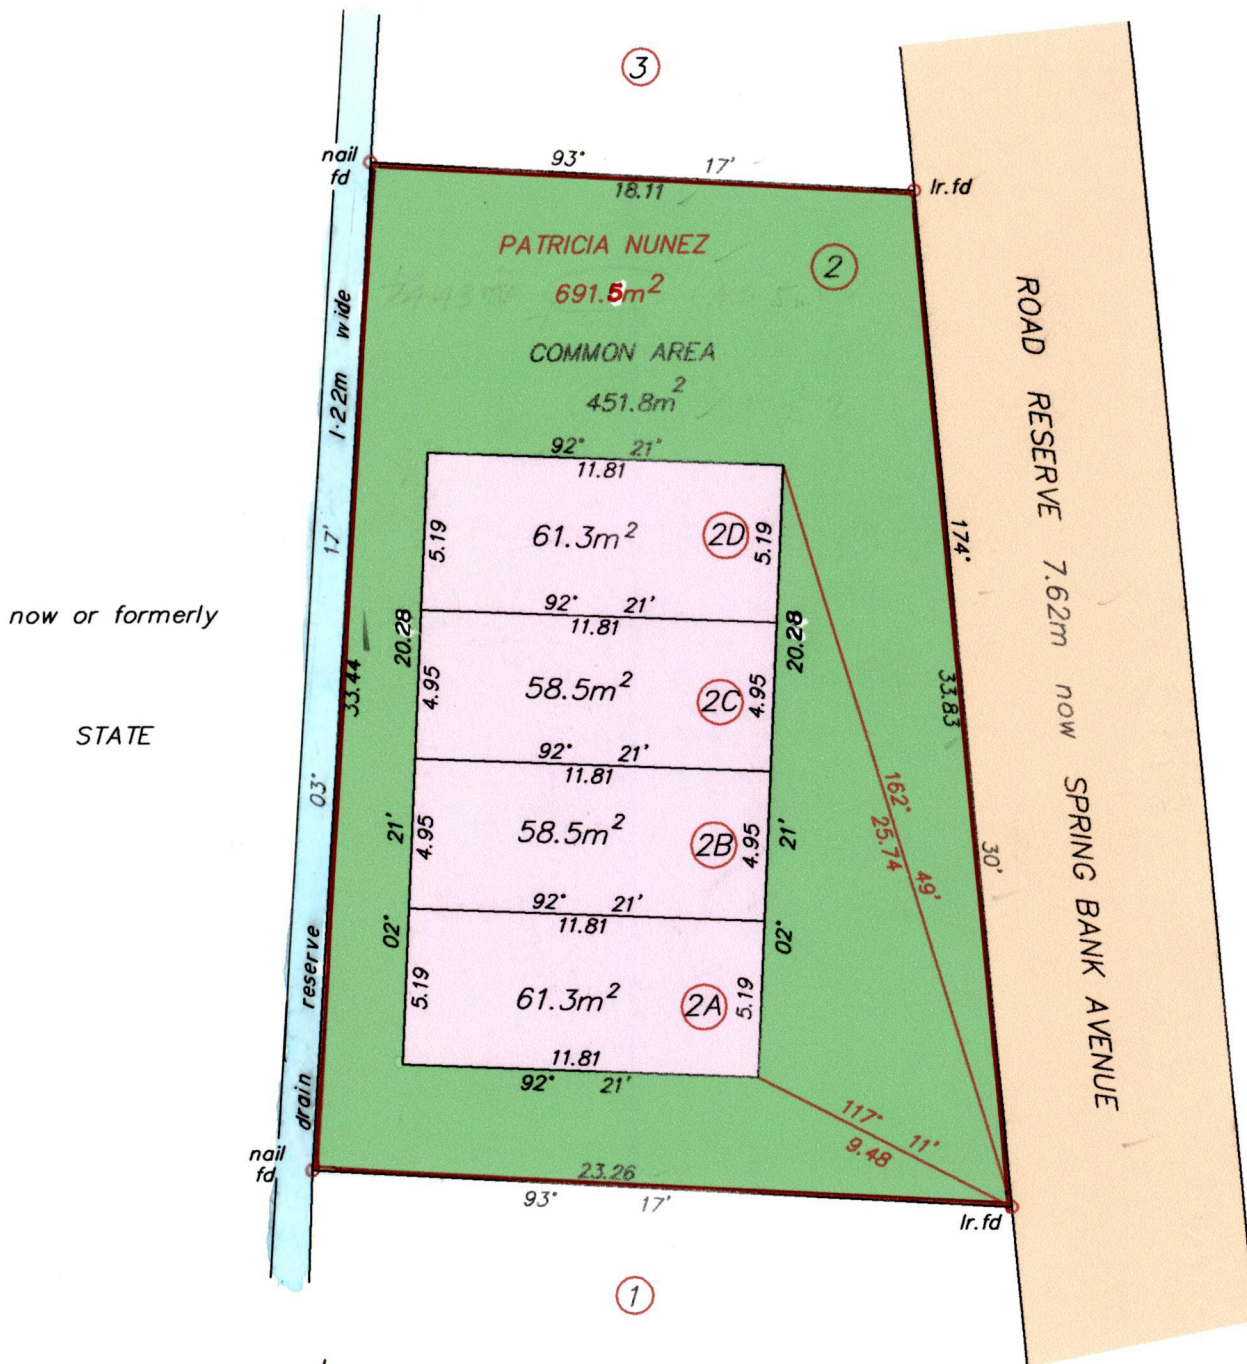 3
nail
fd
93° 17'
18.11
Ir.fd
PATRICIA NUNEZ
2
691.5m²
COMMON AREA
451.8m²
92° 21"
11.81
5.19
61.3m²
2D
5.19
92° 21'
11.81
20.28
20.28
4.95
58.5m²
2C
4.95
92° 21'
11.81
21'
4.95
58.5m²
2B
4.95
21'
92° 21'
11.81
02°
02°
5.19
61.3m²
2A
5.19
11.81
92° 21'
162° 49'
25.74
117° 11'
9.48
174° 30'
33.83
drain reserve 1·22m wide
03° 17'
33.44
now or formerly
STATE
ROAD RESERVE 7.62m now SPRING BANK AVENUE
nail
fd
23.26
93° 17'
Ir.fd
1